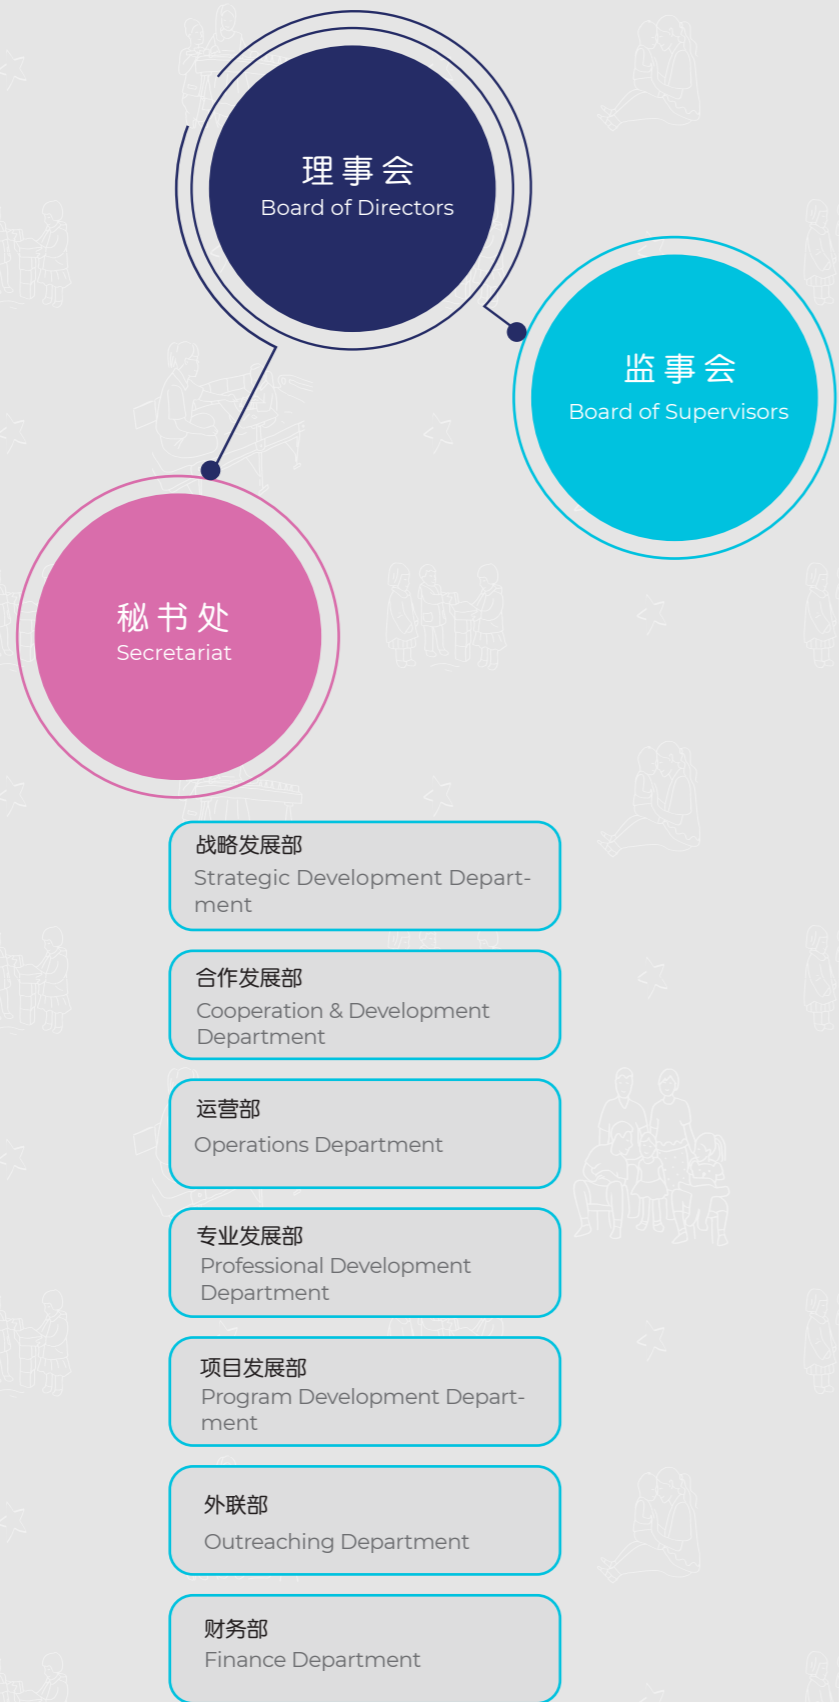 理事会
Board of Directors
监事会
Board of Supervisors
秘书处
Secretariat
战略发展部
Strategic Development Depart-
ment
合作发展部
Cooperation & Development
Department
运营部
Operations Department
专业发展部
Professional Development
Department
项目发展部
Program Development Depart-
ment
外联部
Outreaching Department
财务部
Finance Department